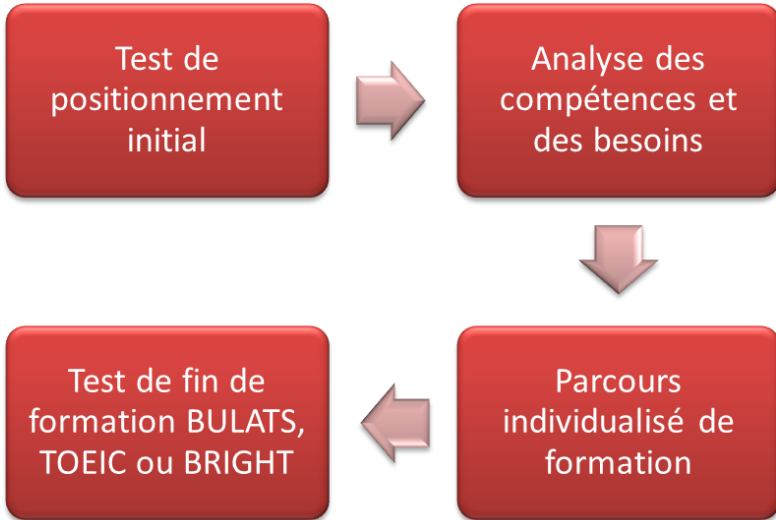 Test de
positionnement
initial
Analyse des
compétences et
des besoins
Parcours
individualisé de
formation
Test de fin de
formation BULATS,
TOEIC ou BRIGHT